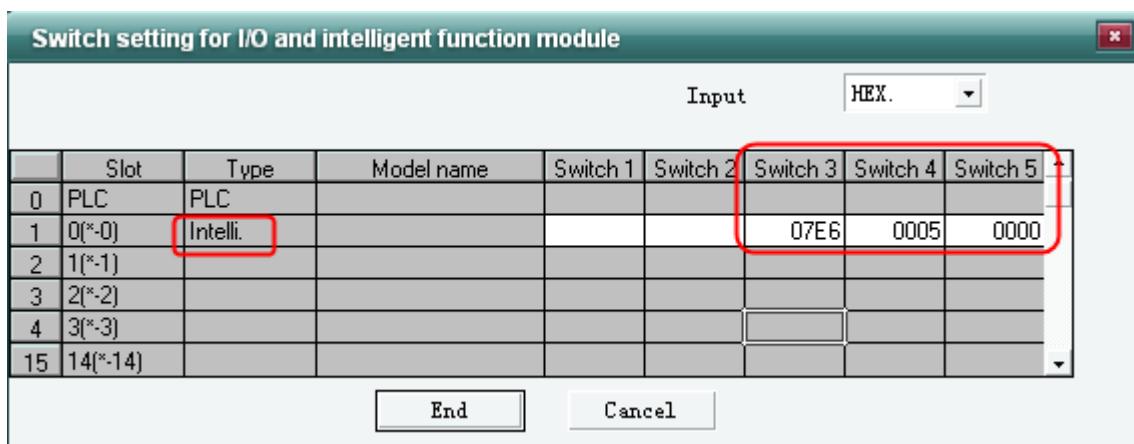 Switch setting for I/O and intelligent function module
Input HEX.
Slot Type Model name Switch 1 Switch 2 Switch 3 Switch 4 Switch 5
0 PLC PLC
1 0(*-0) Intelli. 07E6 0005 0000
2 1(*-1)
3 2(*-2)
4 3(*-3)
15 14(*-14)
End Cancel